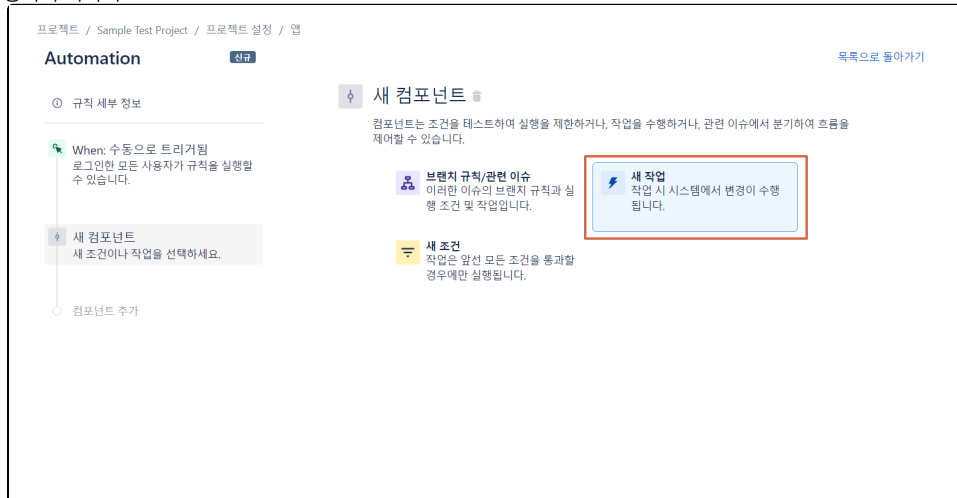 프로젝트 / Sample Test Project / 프로젝트 설정 / 앱
Automation
신규
목록으로 돌아가기
규칙 세부 정보
When: 수동으로 트리거됨
로그인한 모든 사용자가 규칙을 실행할
수 있습니다.
새 컴포넌트
새 조건이나 작업을 선택하세요.
컴포넌트 추가
새 컴포넌트
컴포넌트는 조건을 테스트하여 실행을 제한하거나, 작업을 수행하거나, 관련 이슈에서 분기하여 흐름을
제어할 수 있습니다.
브랜치 규칙/관련 이슈
이러한 이슈의 브랜치 규칙과 실
행 조건 및 작업입니다.
새 작업
작업 시 시스템에서 변경이 수행
됩니다.
새 조건
작업은 앞선 모든 조건을 통과할
경우에만 실행됩니다.